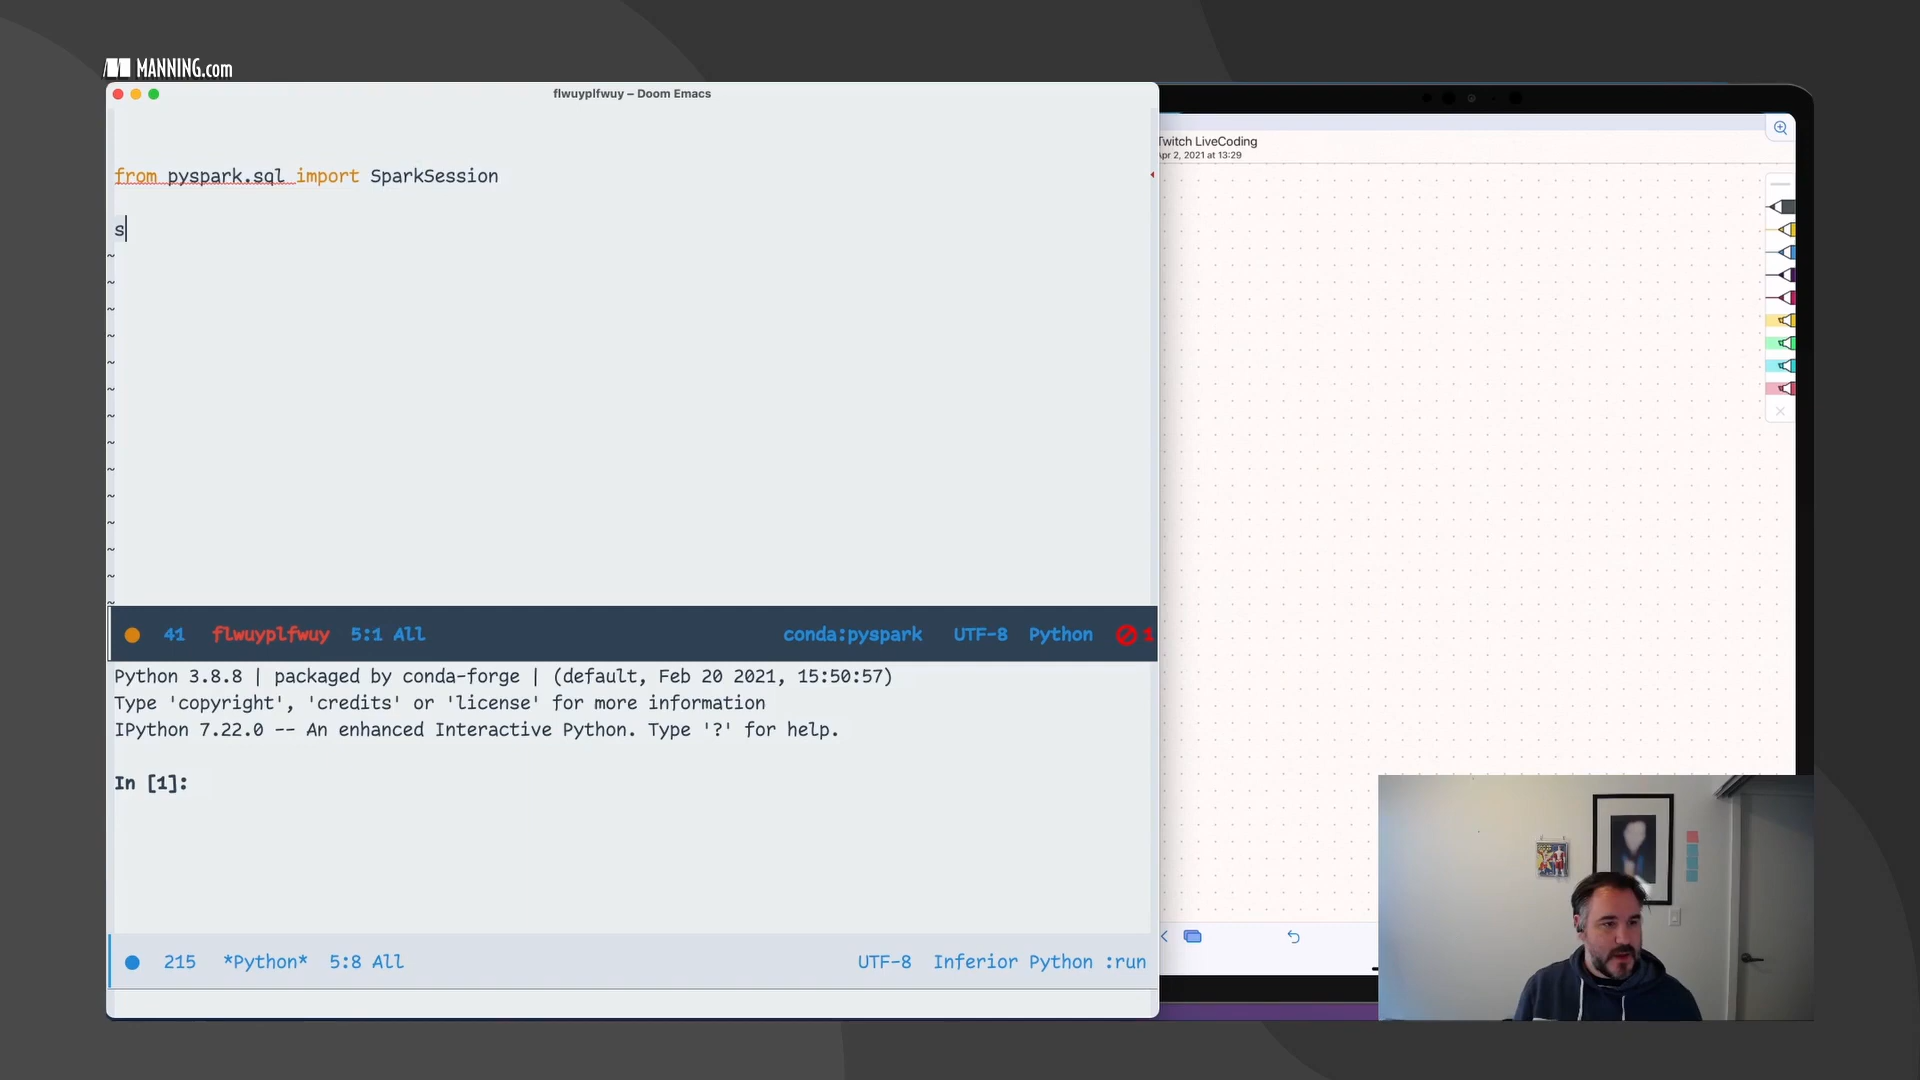 MANNING.com
flwuyplfwuy – Doom Emacs
from pyspark.sql import SparkSession
s
~
~
~
~
~
~
~
~
~
~
~
~
~
~
41 flwuyplfwuy 5:1 All conda:pyspark UTF-8 Python 1
Python 3.8.8 | packaged by conda-forge | (default, Feb 20 2021, 15:50:57)
Type 'copyright', 'credits' or 'license' for more information
IPython 7.22.0 -- An enhanced Interactive Python. Type '?' for help.
In [1]:
215 *Python* 5:8 All UTF-8 Inferior Python :run
Twitch LiveCoding
Apr 2, 2021 at 13:29